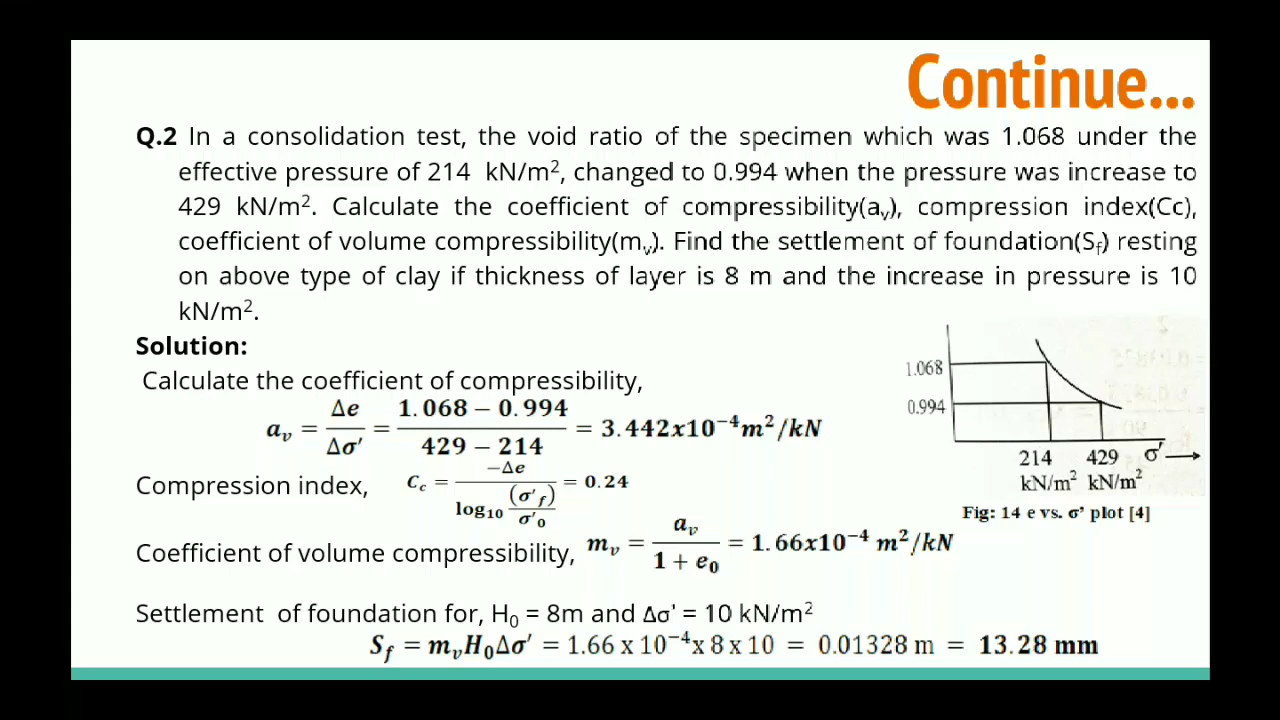 Continue...
Q.2 In a consolidation test, the void ratio of the specimen which was 1.068 under the
effective pressure of 214 kN/m², changed to 0.994 when the pressure was increase to
429 kN/m². Calculate the coefficient of compressibility(aᵥ), compression index(Cc),
coefficient of volume compressibility(mᵥ). Find the settlement of foundation(S_f) resting
on above type of clay if thickness of layer is 8 m and the increase in pressure is 10
kN/m².
Solution:
Calculate the coefficient of compressibility,
aᵥ = Δe / Δσ' = 1.068 − 0.994 / 429 − 214 = 3.442x10⁻⁴m²/kN
Compression index, C_c = −Δe / log₁₀ (σ'_f) / σ'₀ = 0.24
Coefficient of volume compressibility, mᵥ = aᵥ / 1 + e₀ = 1.66x10⁻⁴ m²/kN
Settlement of foundation for, H₀ = 8m and Δσ' = 10 kN/m²
S_f = mᵥH₀Δσ' = 1.66 x 10⁻⁴x 8 x 10 = 0.01328 m = 13.28 mm
1.068
0.994
214 429 σ'
kN/m² kN/m²
Fig: 14 e vs. σ' plot [4]